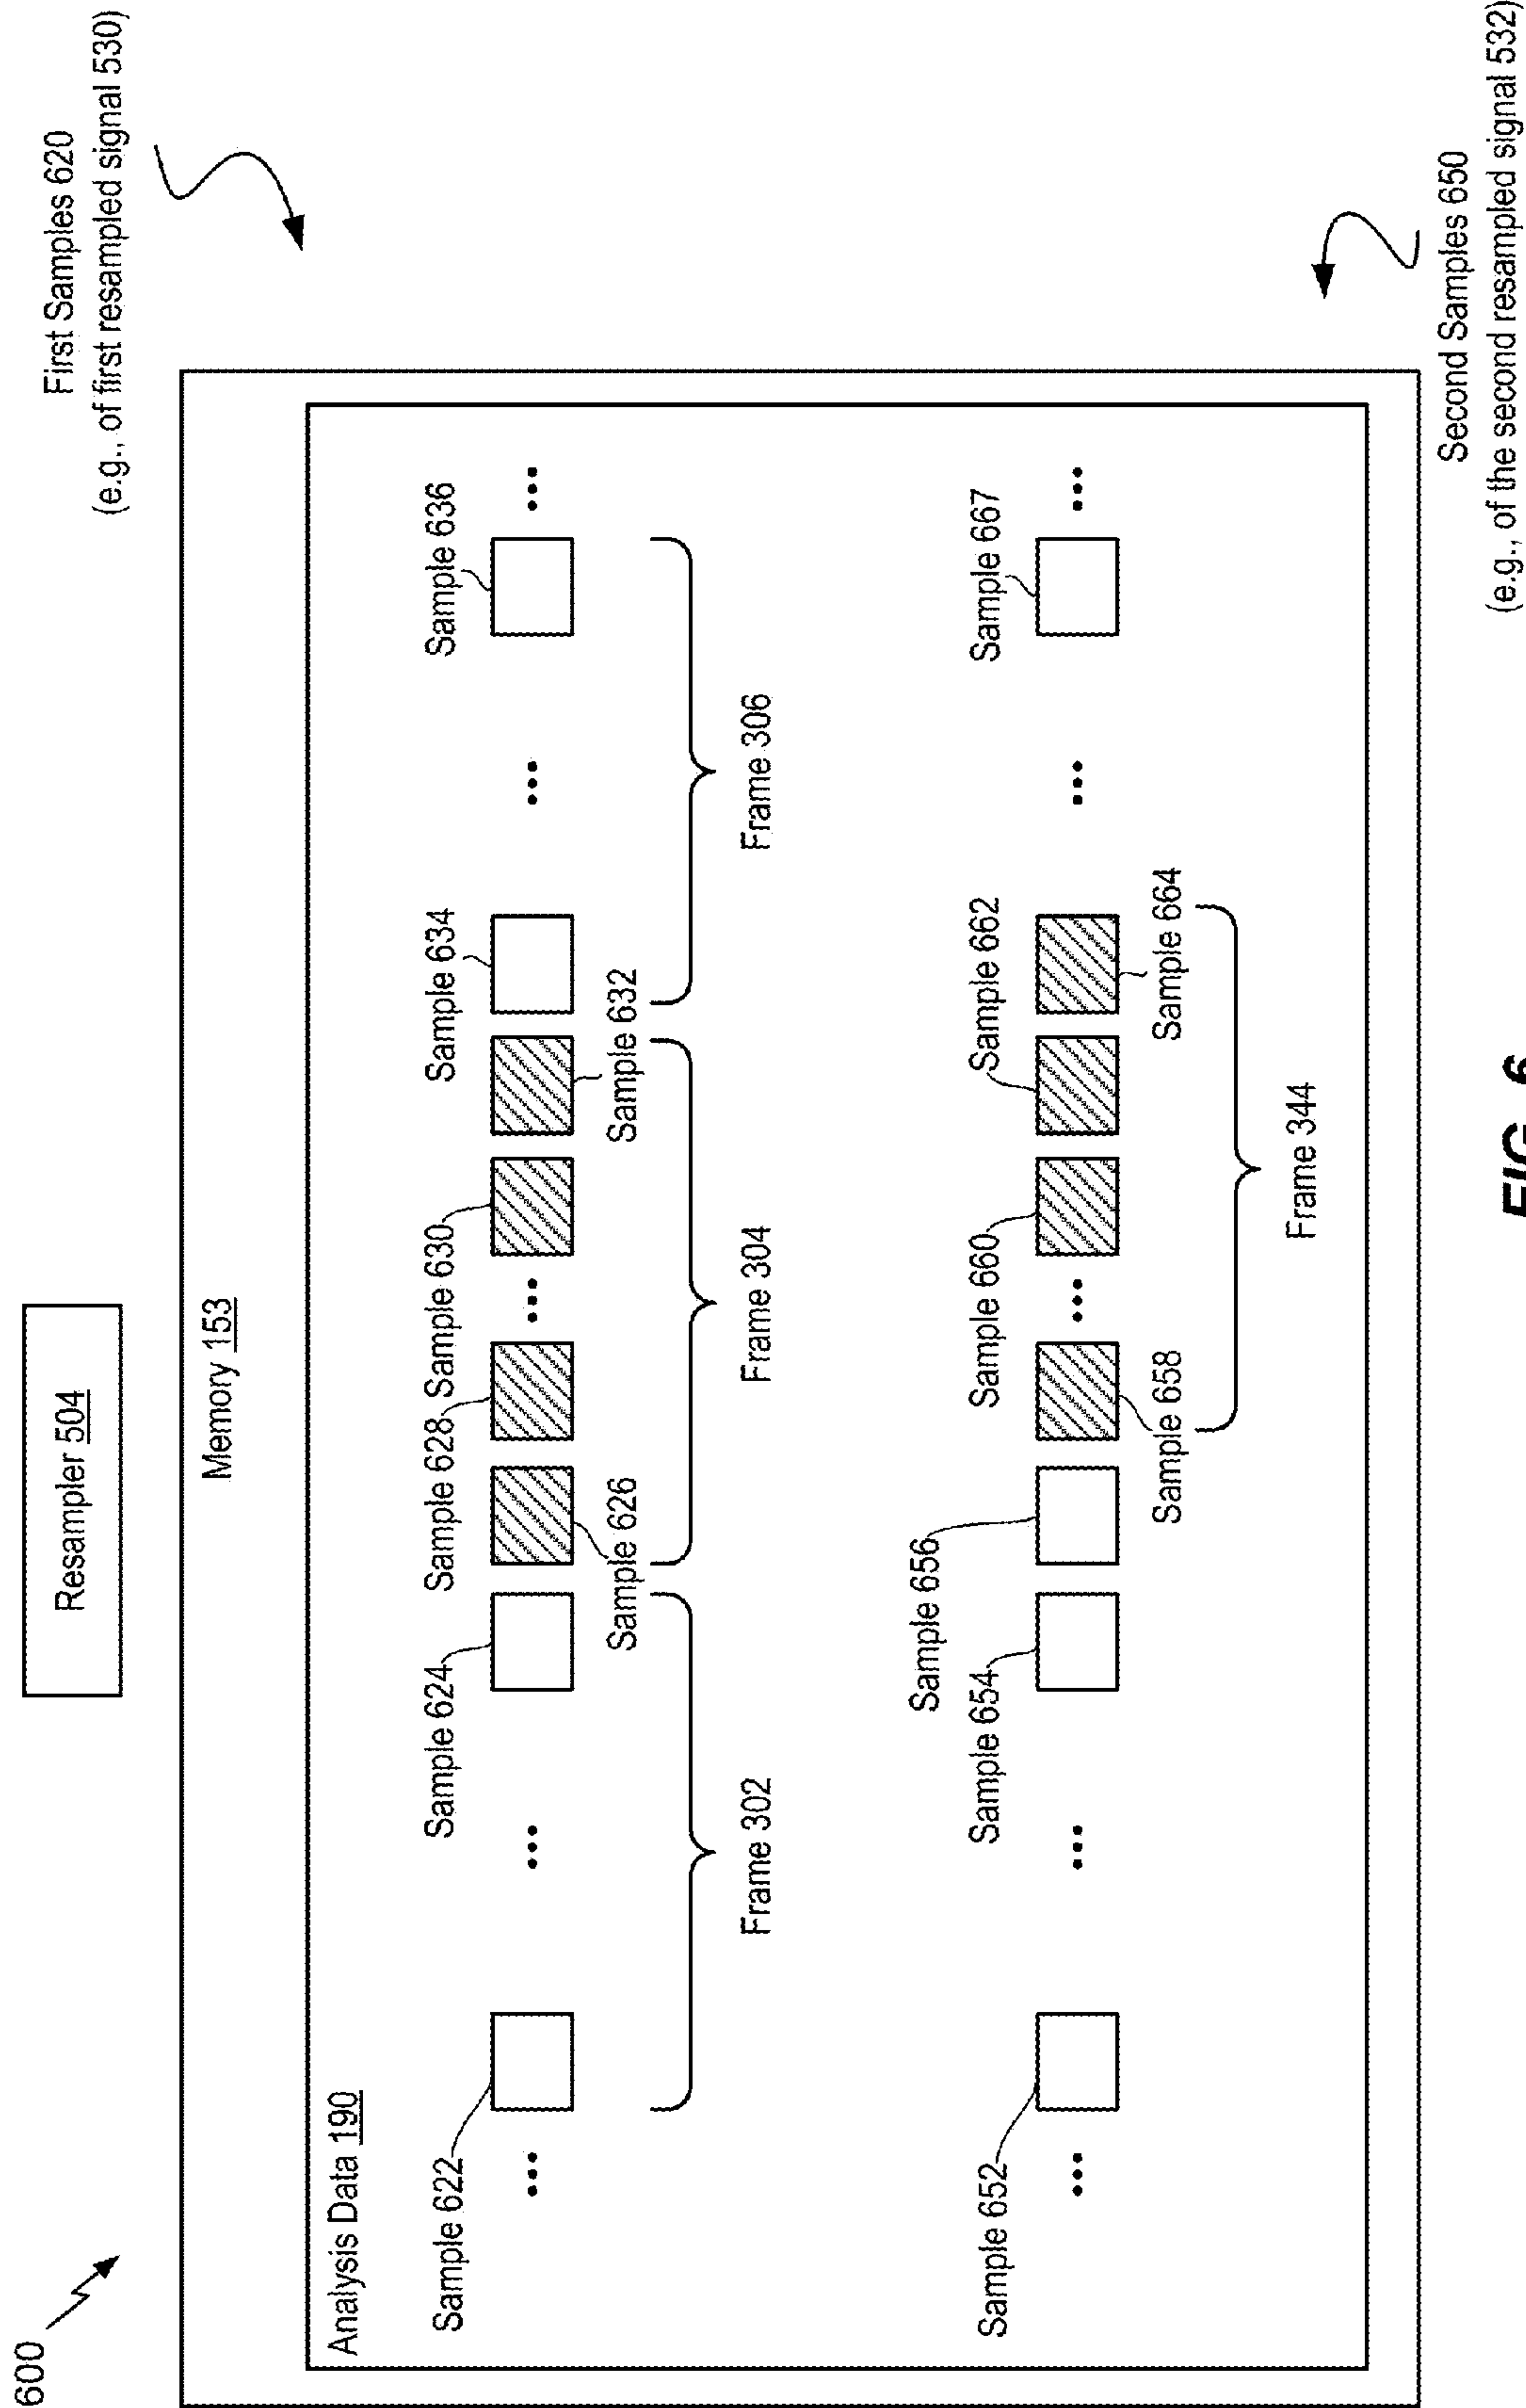 600
Resampler 504
First Samples 620
(e.g., of first resampled signal 530)
Memory 153
Analysis Data 190
Sample 622
Sample 624
Sample 628
Sample 630
Sample 634
Sample 636
...
...
...
...
...
Sample 626
Sample 632
Frame 302
Frame 304
Frame 306
Sample 656
Sample 652
Sample 654
Sample 660
Sample 662
Sample 667
...
...
...
...
...
Sample 658
Sample 664
Frame 344
Second Samples 650
(e.g., of the second resampled signal 532)
FIG. 6